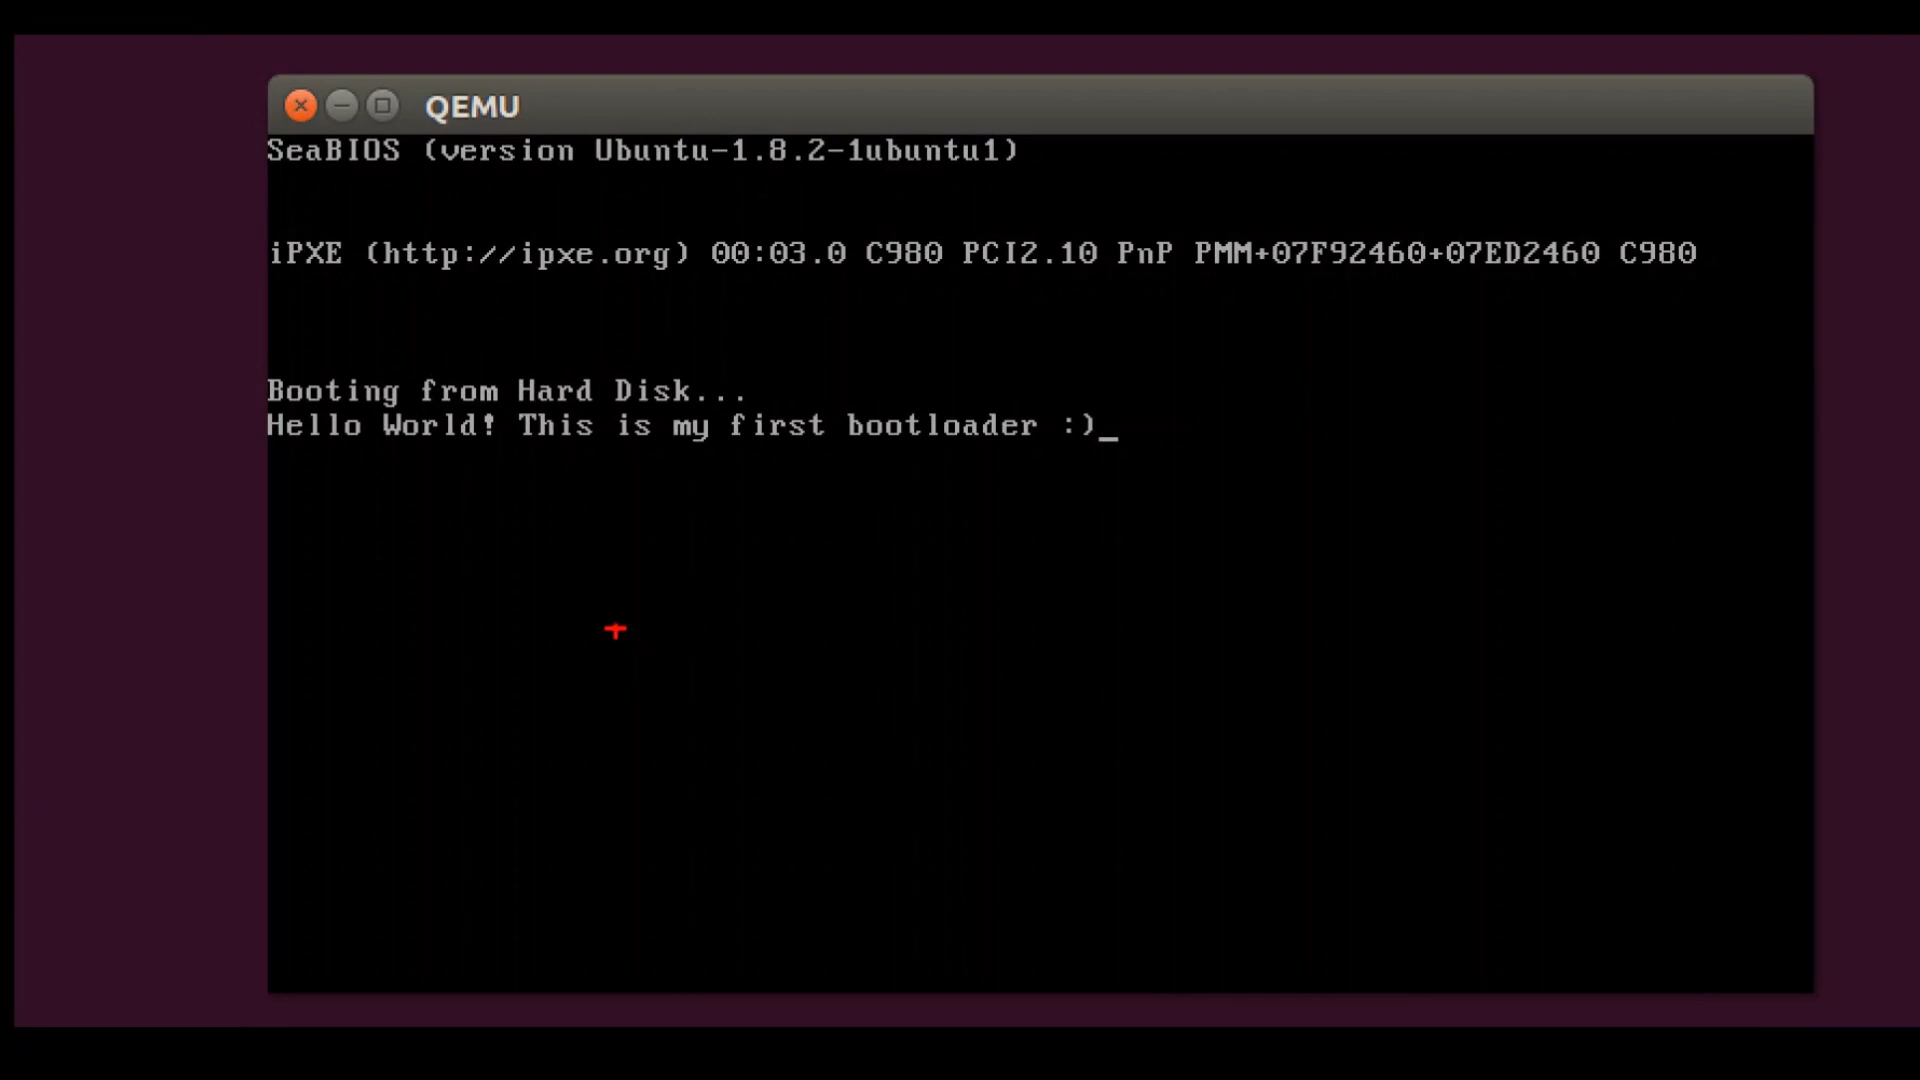 QEMU
SeaBIOS (version Ubuntu-1.8.2-1ubuntu1)
iPXE (http://ipxe.org) 00:03.0 C980 PCI2.10 PnP PMM+07F92460+07ED2460 C980
Booting from Hard Disk...
Hello World! This is my first bootloader :)_